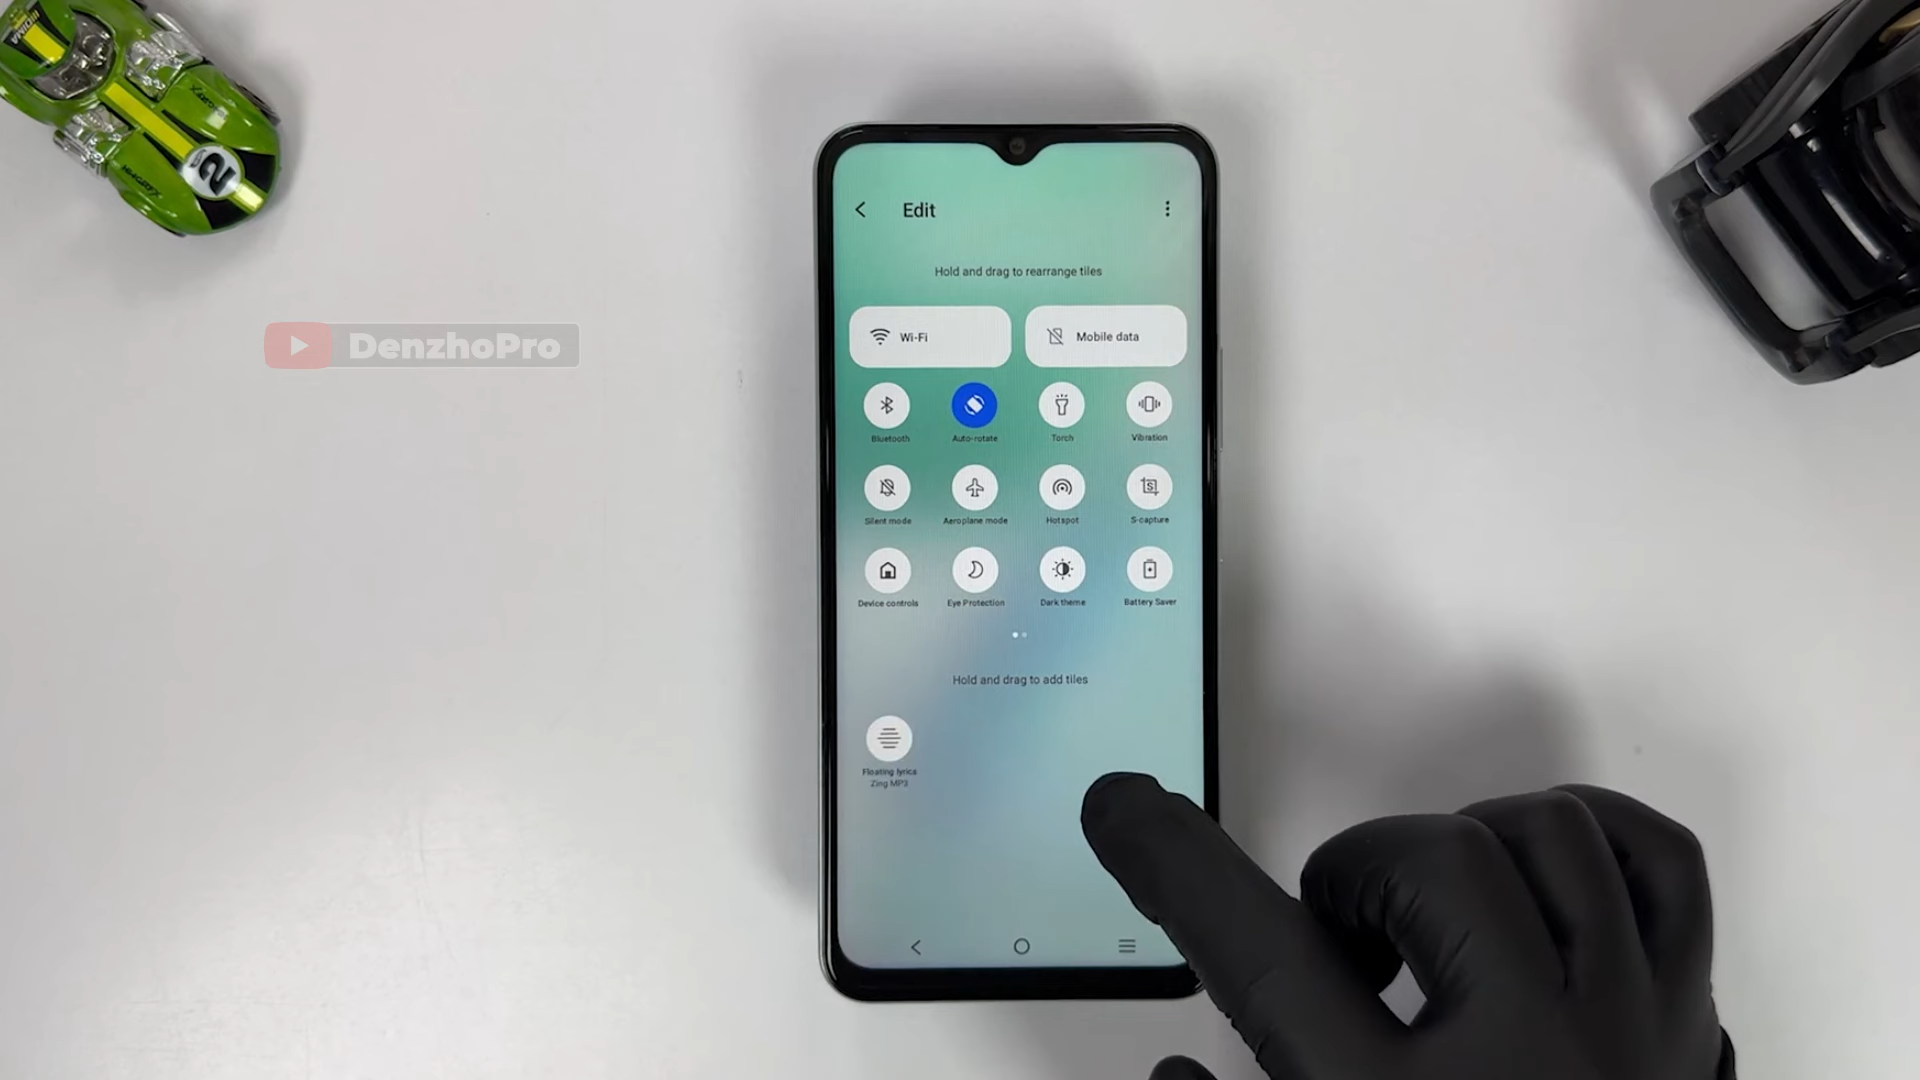 DenzhoPro
Edit
Hold and drag to rearrange tiles
Wi-Fi
Mobile data
Bluetooth
Auto-rotate
Torch
Vibration
Silent mode
Aeroplane mode
Hotspot
S-capture
Device controls
Eye Protection
Dark theme
Battery Saver
Hold and drag to add tiles
Floating lyrics
Zing MP3
2